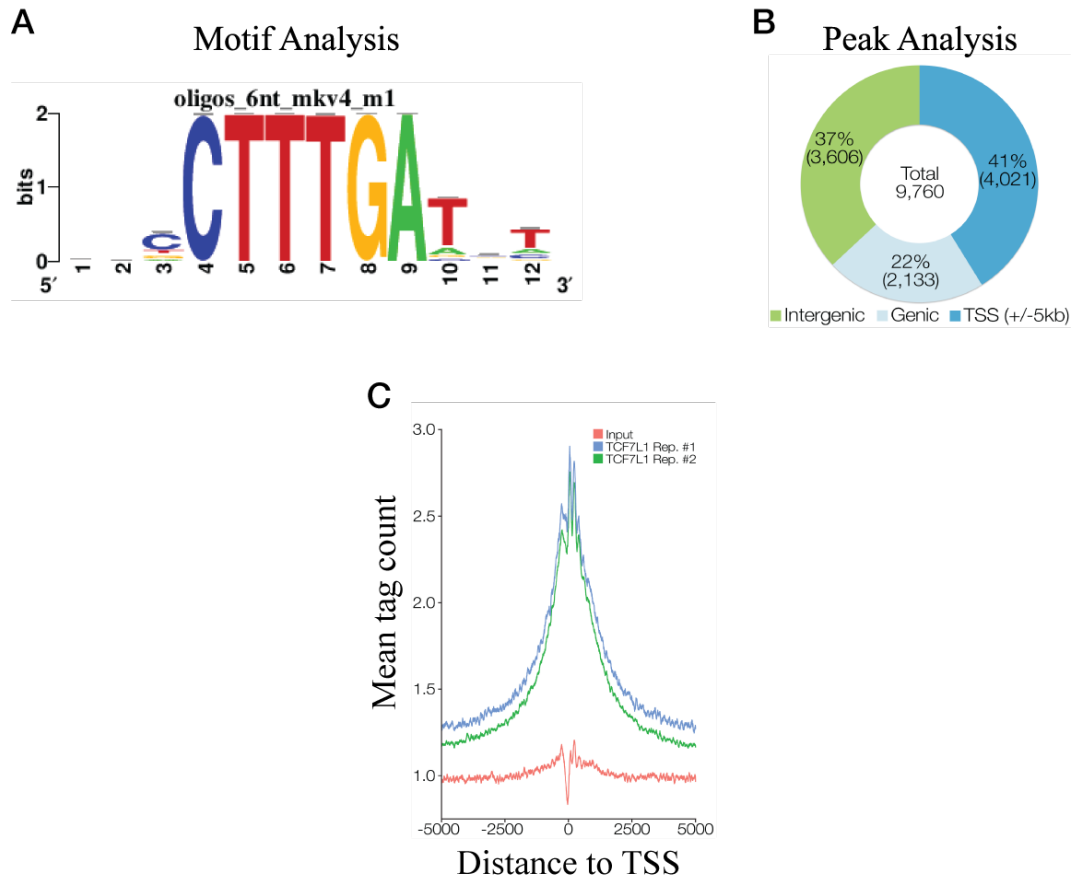 A
Motif Analysis
oligos_6nt_mkv4_m1
2
bits
1
0
C
C T T T G A T T
1 2 3 4 5 6 7 8 9 10 11 12
5′ 3′
B
Peak Analysis
37%
(3,606)
41%
(4,021)
Total
9,760
22%
(2,133)
Intergenic Genic TSS (+/-5kb)
C
Input
TCF7L1 Rep. #1
TCF7L1 Rep. #2
3.0
2.5
2.0
1.5
1.0
Mean tag count
-5000 -2500 0 2500 5000
Distance to TSS